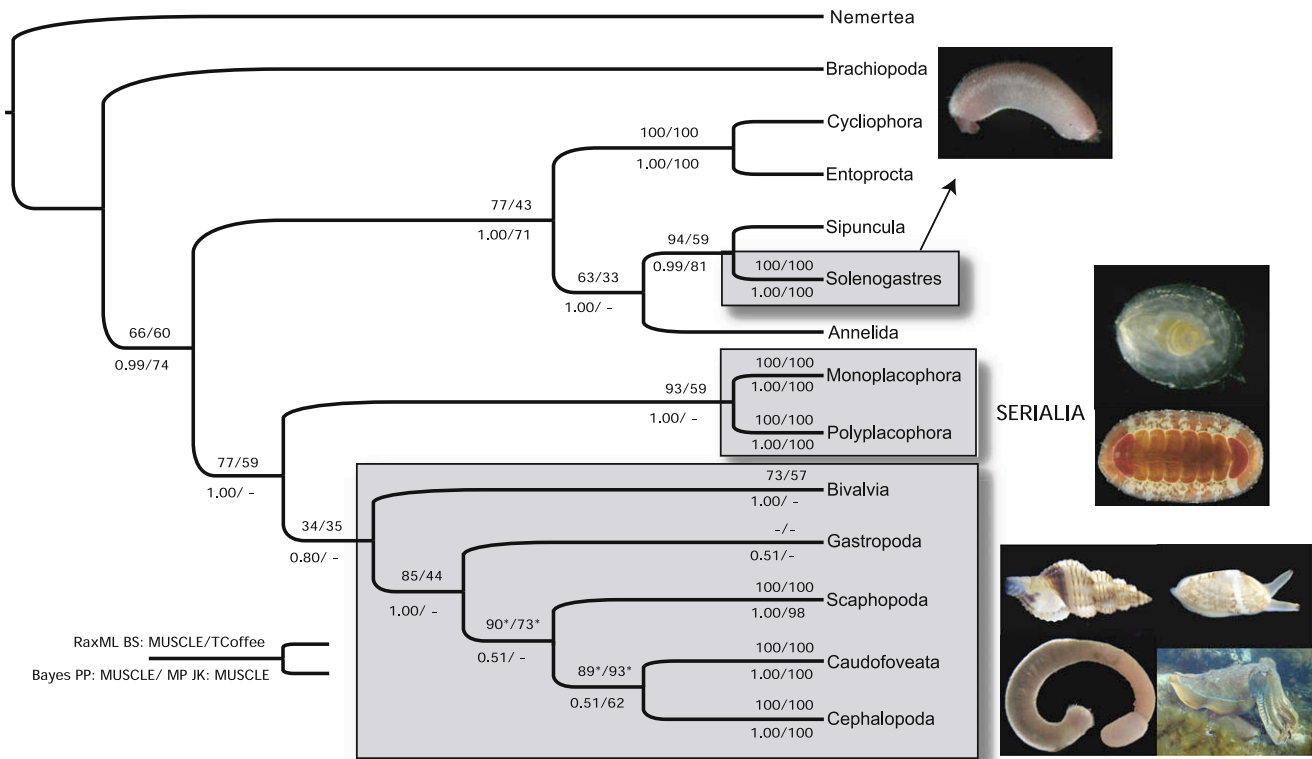 Nemertea
Brachiopoda
100/100
Cycliophora
1.00/100
Entoprocta
77/43
1.00/71
Sipuncula
94/59
0.99/81
100/100
Solenogastres
1.00/100
63/33
1.00/ -
Annelida
66/60
0.99/74
100/100
Monoplacophora
1.00/100
93/59
1.00/ -
SERIALIA
100/100
Polyplacophora
1.00/100
77/59
1.00/ -
73/57
Bivalvia
1.00/ -
34/35
0.80/ -
-/-
Gastropoda
0.51/-
85/44
1.00/ -
100/100
Scaphopoda
1.00/98
90*/73*
0.51/ -
100/100
Caudofoveata
1.00/100
89*/93*
0.51/62
100/100
Cephalopoda
1.00/100
RaxML BS: MUSCLE/TCoffee
Bayes PP: MUSCLE/ MP JK: MUSCLE